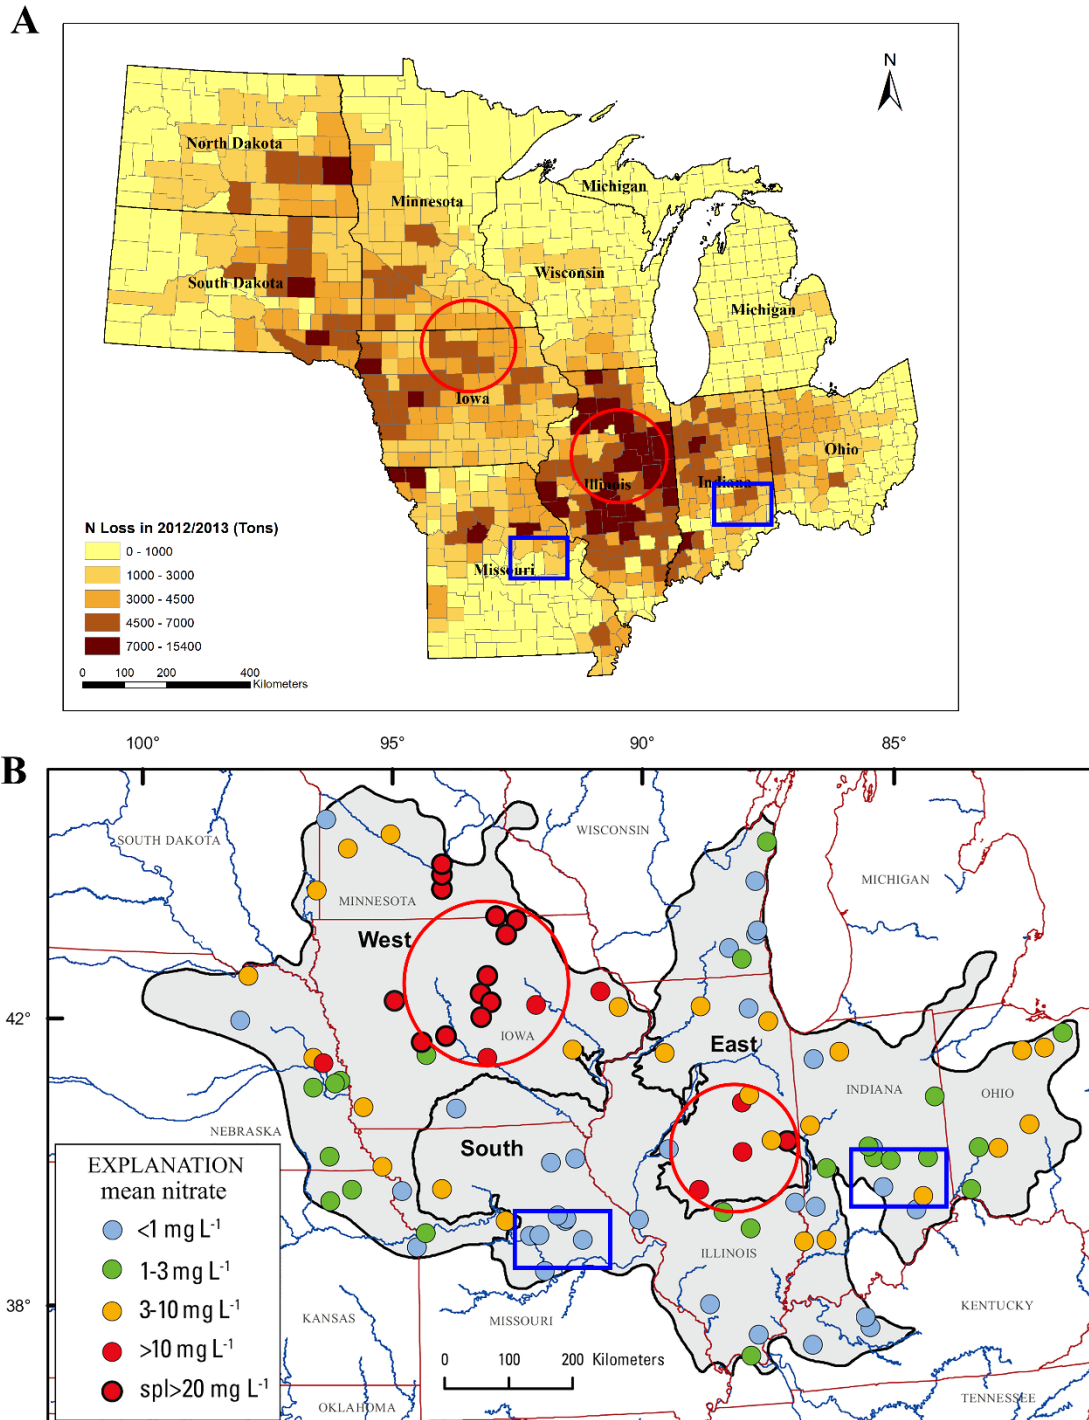 A
N
North Dakota
Minnesota
Michigan
Wisconsin
South Dakota
Michigan
Iowa
Ohio
Illinois
Indiana
Missouri
N Loss in 2012/2013 (Tons)
0 - 1000
1000 - 3000
3000 - 4500
4500 - 7000
7000 - 15400
0 100 200 400
Kilometers
100° 95° 90° 85°
B
SOUTH DAKOTA
WISCONSIN
MICHIGAN
MINNESOTA
West
42°
IOWA
East
INDIANA
OHIO
NEBRASKA
South
EXPLANATION
mean nitrate
<1 mg L-1
1-3 mg L-1
3-10 mg L-1
>10 mg L-1
spl>20 mg L-1
ILLINOIS
38°
KANSAS
MISSOURI
KENTUCKY
0 100 200 Kilometers
OKLAHOMA
TENNESSEE